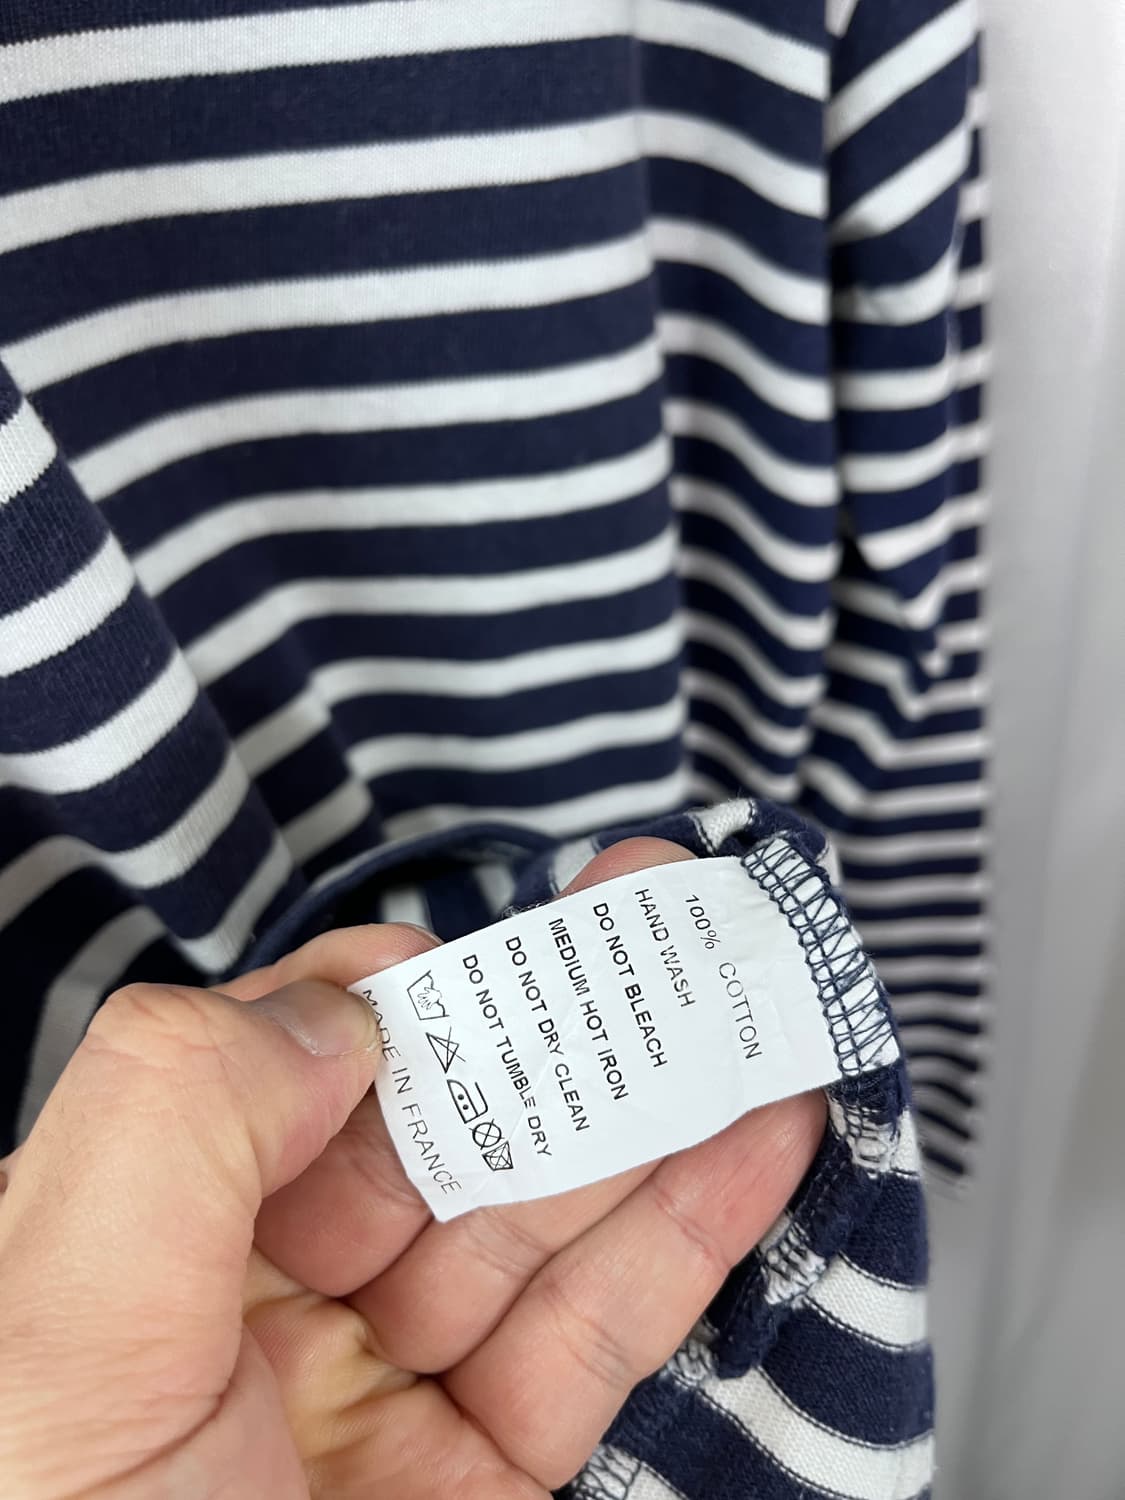 100% COTTON
HAND WASH
DO NOT BLEACH
MEDIUM HOT IRON
DO NOT DRY CLEAN
DO NOT TUMBLE DRY
MADE IN FRANCE